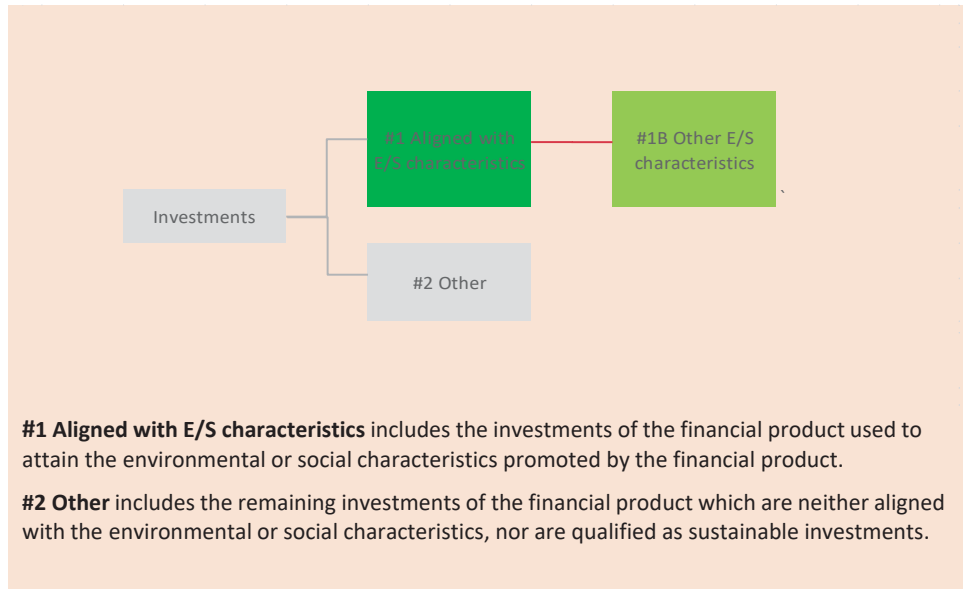 #1 Aligned with
E/S characteristics
#1B Other E/S
characteristics
`
Investments
#2 Other
#1 Aligned with E/S characteristics includes the investments of the financial product used to
attain the environmental or social characteristics promoted by the financial product.
#2 Other includes the remaining investments of the financial product which are neither aligned
with the environmental or social characteristics, nor are qualified as sustainable investments.